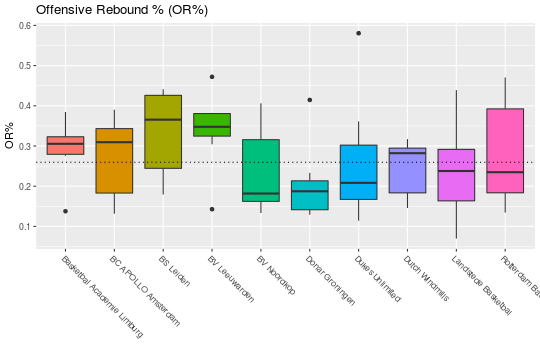 Offensive Rebound % (OR%)
OR%
0.6
0.5
0.4
0.3
0.2
0.1
Basketbal Academie Limburg
BC APOLLO Amsterdam
BS Leiden
BV Leeuwarden
BV Noordkop
Donar Groningen
Dukes Unlimited
Dutch Windmills
Landstede Basketbal
Rotterdam Bas